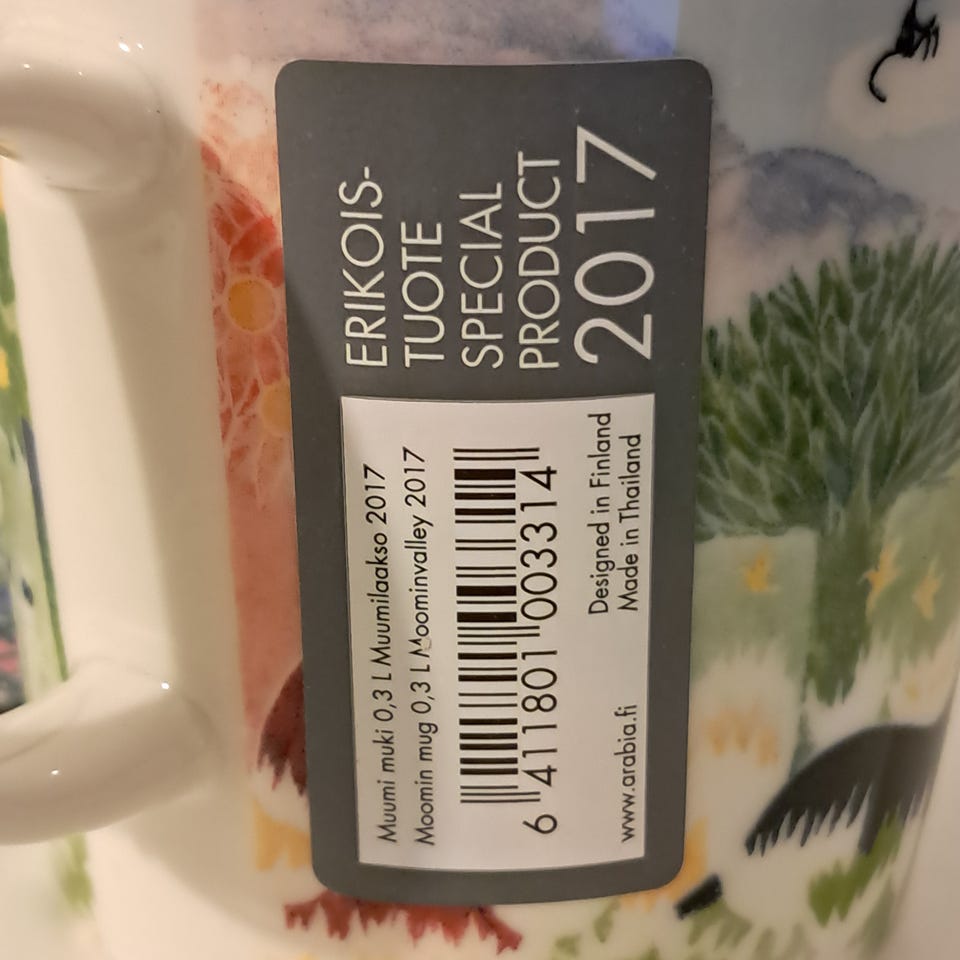 ERIKOIS-
TUOTE
SPECIAL
PRODUCT
2017
Muumi muki 0,3 L Muumilaakso 2017
Moomin mug 0,3 L Moominvalley 2017
6 411801 003314
Designed in Finland
Made in Thailand
www.arabia.fi